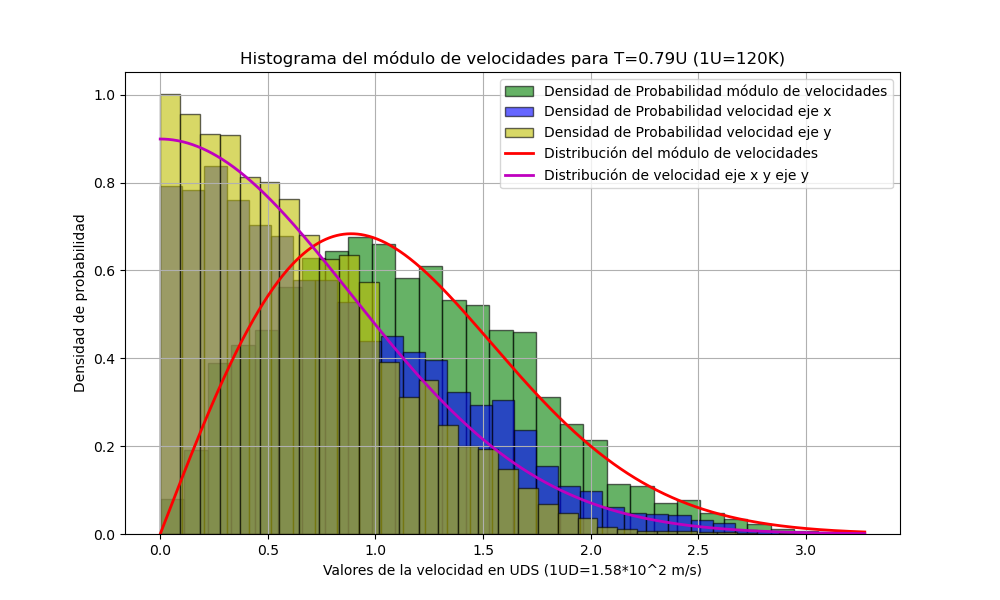 Histograma del módulo de velocidades para T=0.79U (1U=120K)
Densidad de Probabilidad módulo de velocidades
Densidad de Probabilidad velocidad eje x
Densidad de Probabilidad velocidad eje y
Distribución del módulo de velocidades
Distribución de velocidad eje x y eje y
Densidad de probabilidad
1.0
0.8
0.6
0.4
0.2
0.0
0.0 0.5 1.0 1.5 2.0 2.5 3.0
Valores de la velocidad en UDS (1UD=1.58*10^2 m/s)